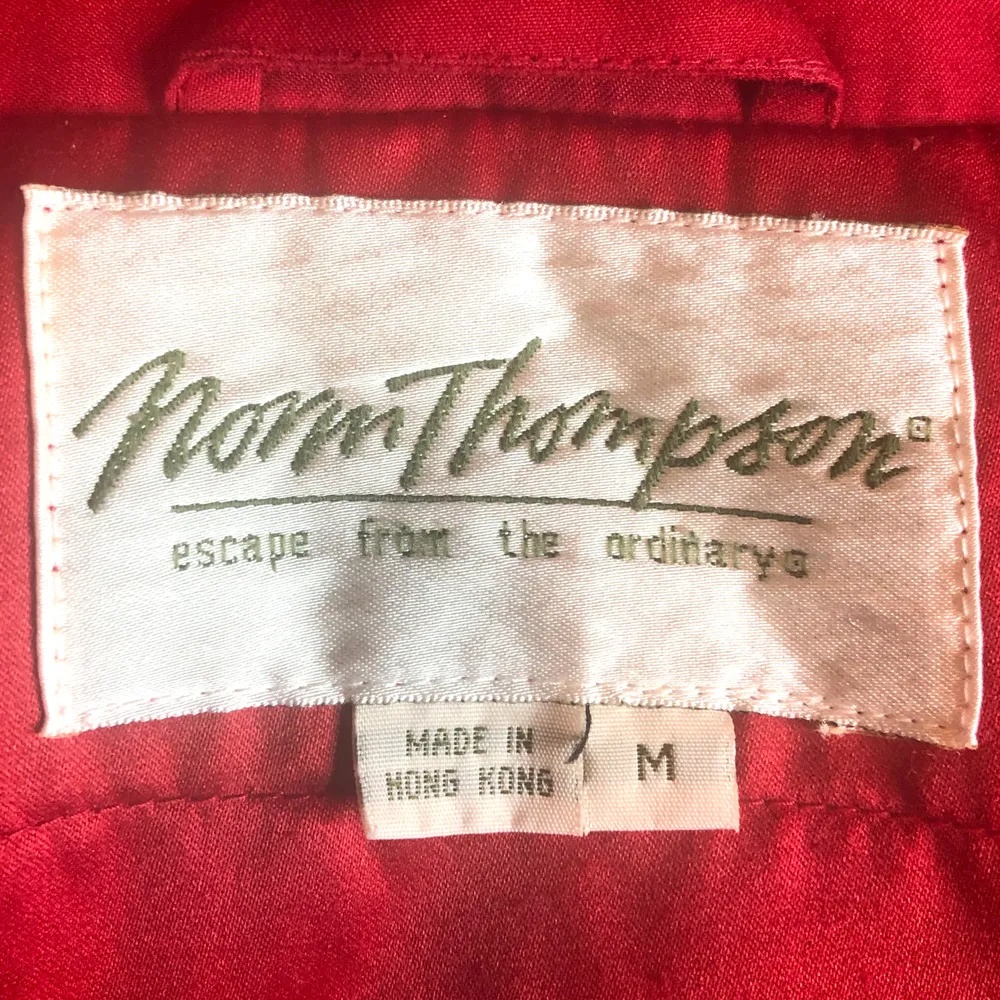 Norm Thompson®
escape from the ordinary®
MADE IN
HONG KONG
M